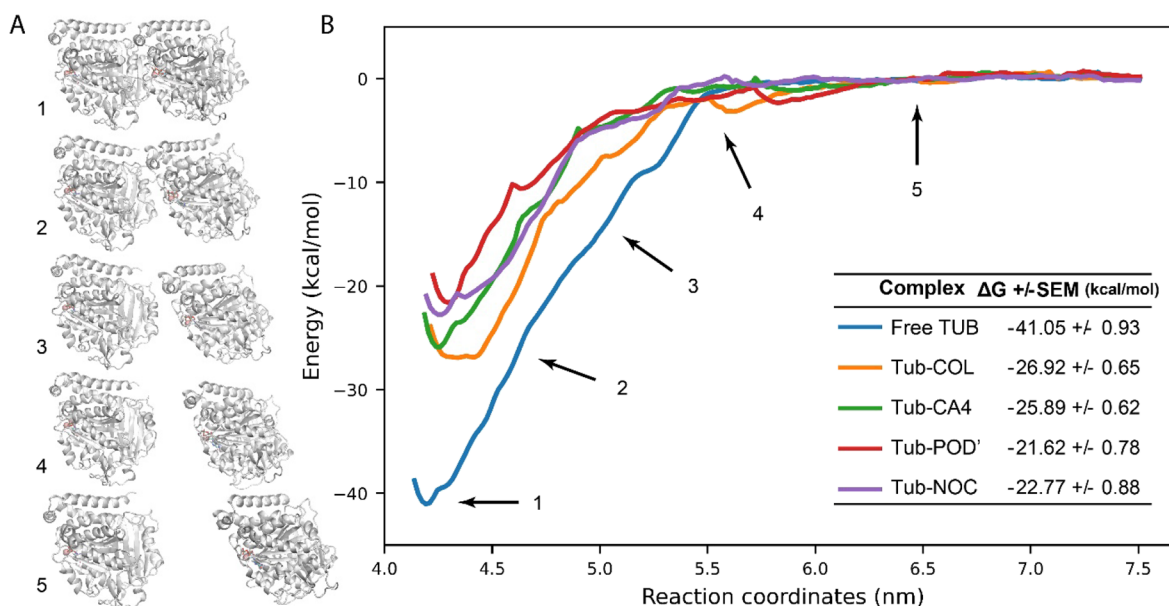 A
1
2
3
4
5
B
Energy (kcal/mol)
0
−10
−20
−30
−40
4.0 4.5 5.0 5.5 6.0 6.5 7.0 7.5
Reaction coordinates (nm)
1
2
3
4
5
Complex ΔG +/-SEM (kcal/mol)
Free TUB -41.05 +/- 0.93
Tub-COL -26.92 +/- 0.65
Tub-CA4 -25.89 +/- 0.62
Tub-POD' -21.62 +/- 0.78
Tub-NOC -22.77 +/- 0.88